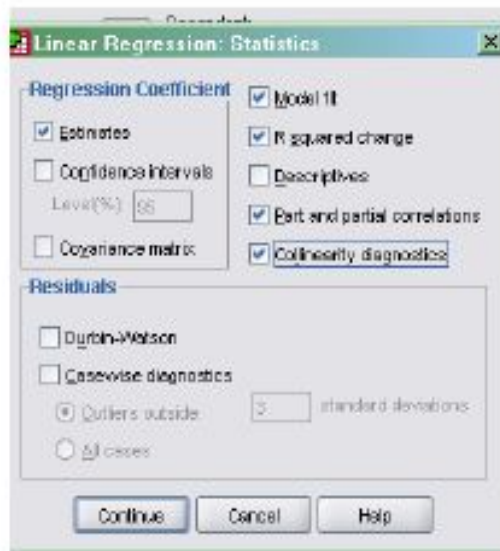 Linear Regression: Statistics
Regression Coefficient
Estimates
Confidence intervals
Level(%): 95
Covariance matrix
Model fit
R squared change
Descriptives
Part and partial correlations
Collinearity diagnostics
Residuals
Durbin-Watson
Casewise diagnostics
Outliers outside: 3 standard deviations
All cases
Continue Cancel Help